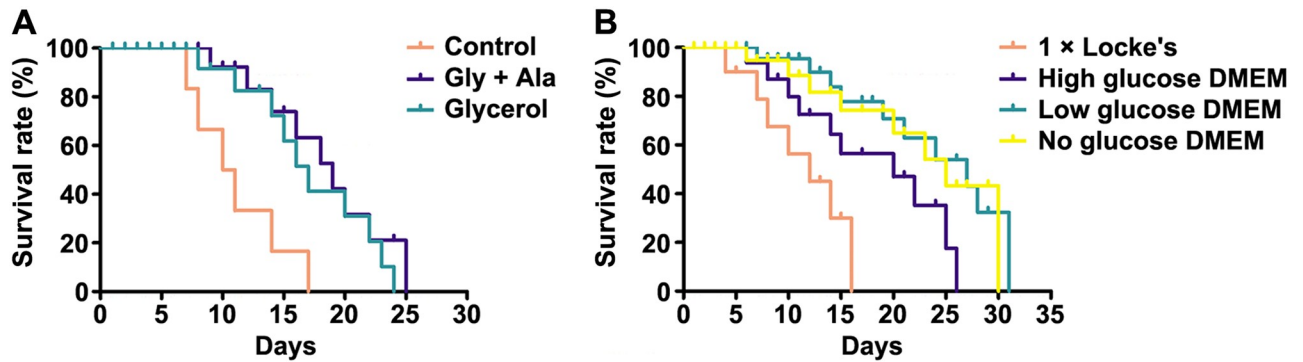 A
Survival rate (%)
100
80
60
40
20
0
0 5 10 15 20 25 30
Days
Control
Gly + Ala
Glycerol
B
Survival rate (%)
100
80
60
40
20
0
0 5 10 15 20 25 30 35
Days
1 × Locke's
High glucose DMEM
Low glucose DMEM
No glucose DMEM